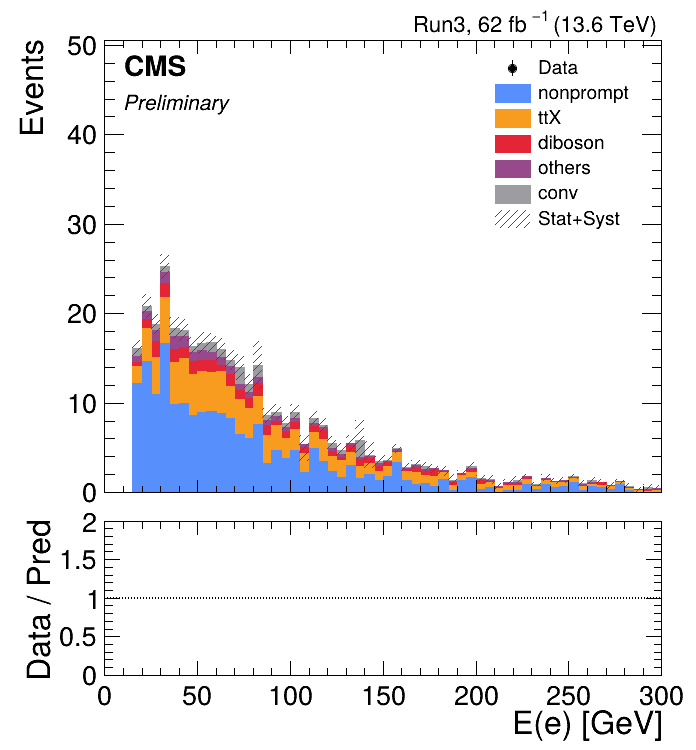 Run3, 62 fb⁻¹ (13.6 TeV)
CMS
Preliminary
Data
nonprompt
ttX
diboson
others
conv
Stat+Syst
Events
50
40
30
20
10
0
Data / Pred
2
1.5
1
0.5
0
0 50 100 150 200 250 300
E(e) [GeV]